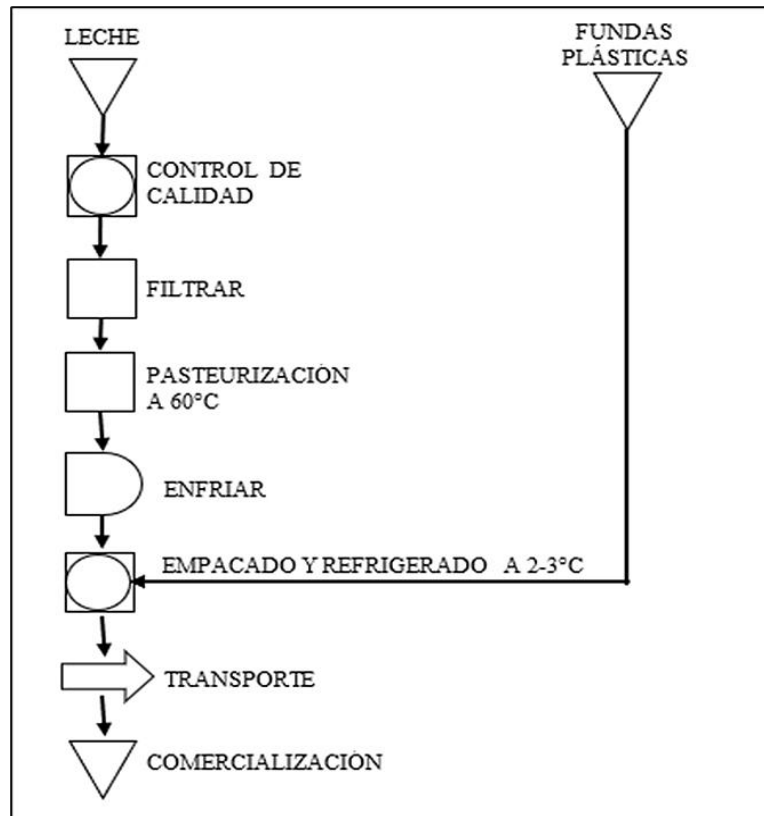 LECHE
FUNDAS
PLÁSTICAS
CONTROL DE
CALIDAD
FILTRAR
PASTEURIZACIÓN
A 60°C
ENFRIAR
EMPACADO Y REFRIGERADO A 2-3°C
TRANSPORTE
COMERCIALIZACIÓN